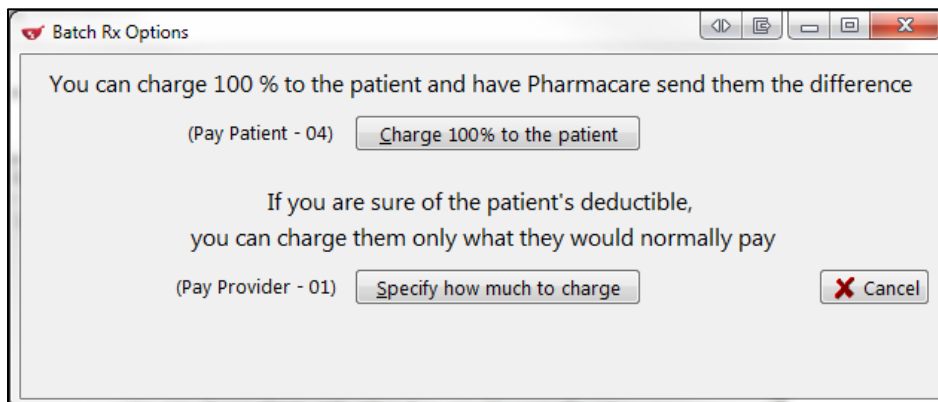 Batch Rx Options
You can charge 100 % to the patient and have Pharmacare send them the difference
(Pay Patient - 04) Charge 100% to the patient
If you are sure of the patient's deductible,
you can charge them only what they would normally pay
(Pay Provider - 01) Specify how much to charge Cancel